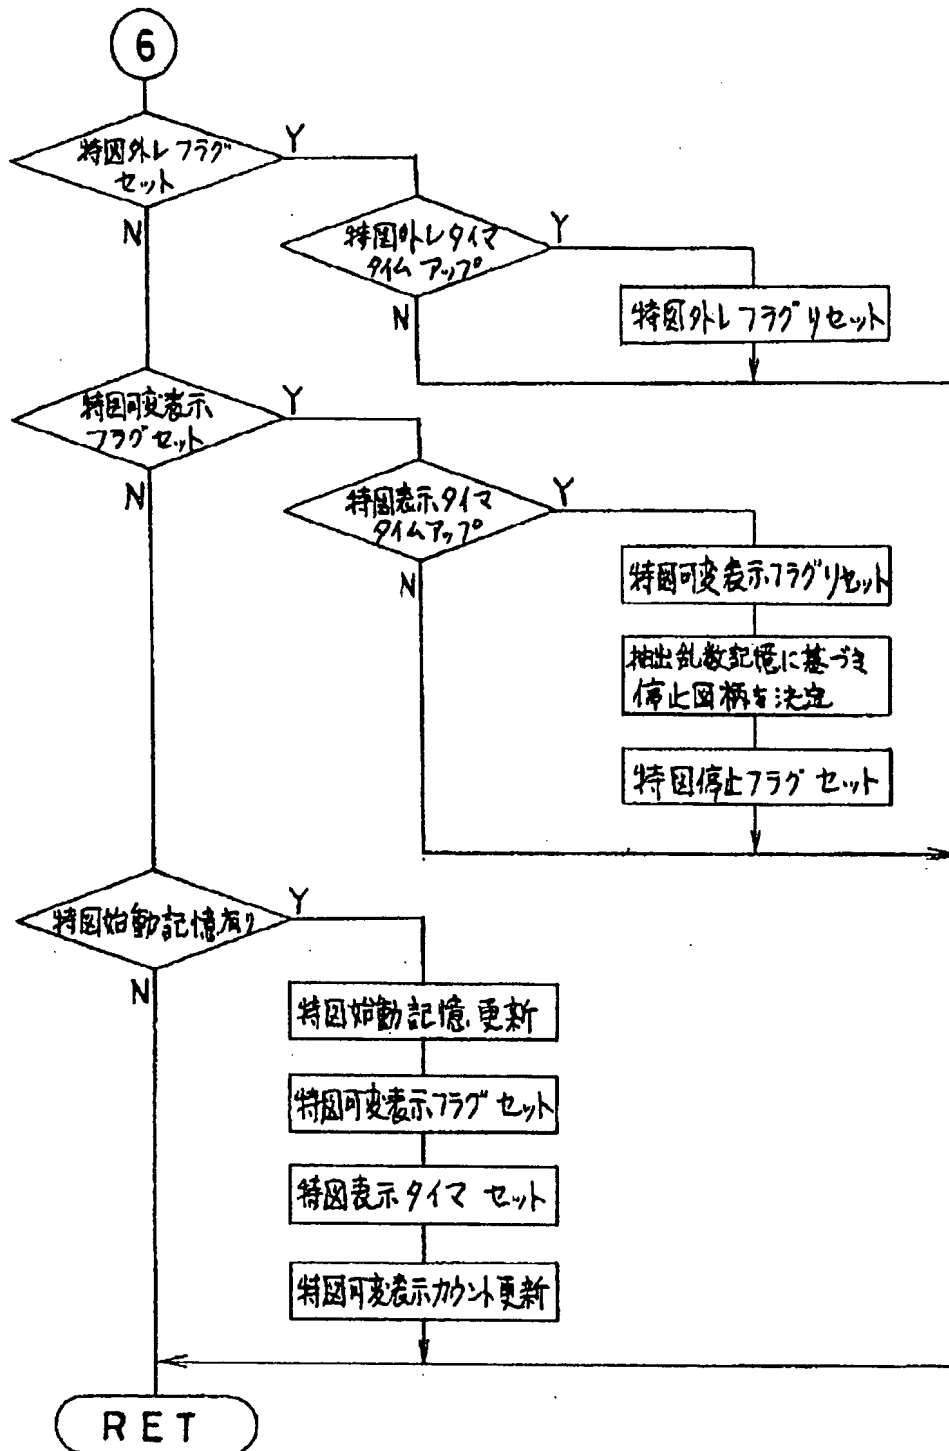 6
特図外レフラグ
セット
Y
N
特図外レタイマ
タイムアップ
Y
N
特図外レフラグリセット
特図可変表示
フラグセット
Y
N
特図表示タイマ
タイムアップ
Y
N
特図可変表示フラグリセット
抽出乱数記憶に基づき
停止図柄を決定
特図停止フラグセット
特図始動記憶有り
Y
N
特図始動記憶更新
特図可変表示フラグセット
特図表示タイマ セット
特図可変表示カウント更新
RET